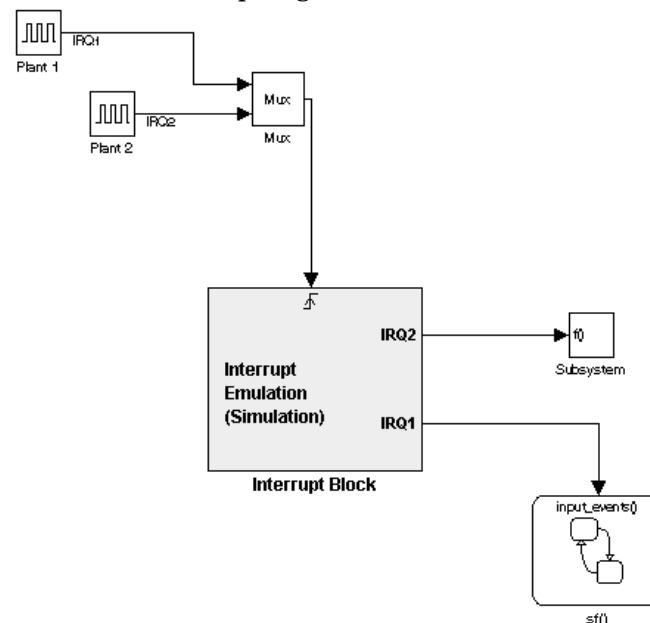 IRQ1
Plant 1
Mux
IRQ2
Plant 2
Mux
IRQ2
f()
Interrupt
Emulation
(Simulation)
Subsystem
IRQ1
Interrupt Block
input_events()
sf()